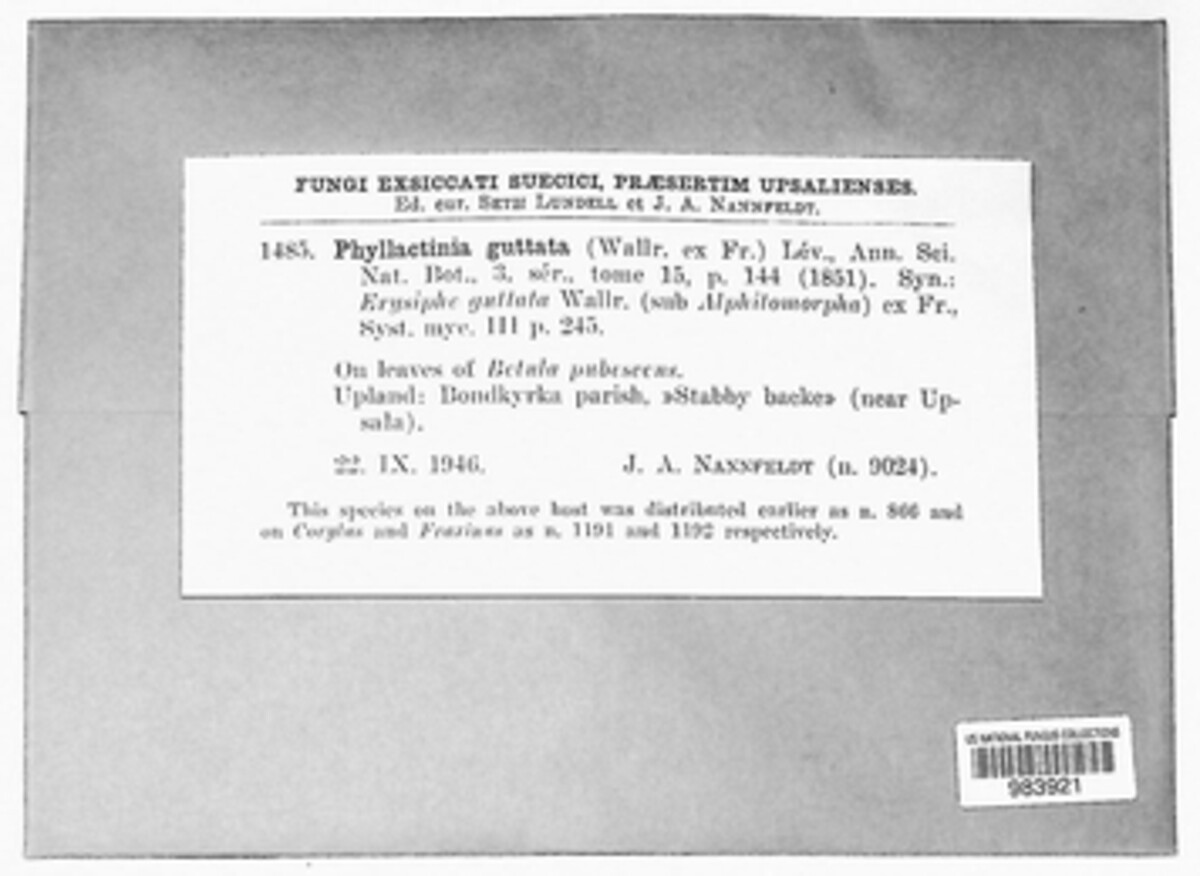 FUNGI EXSICCATI SUECICI, PRÆSERTIM UPSALIENSES.
Ed. cur. SETH LUNDELL et J. A. NANNFELDT.
1485. Phyllactinia guttata (Wallr. ex Fr.) Lév., Ann. Sci.
Nat. Bot., 3. sér., tome 15, p. 144 (1851). Syn.:
Erysiphe guttata Wallr. (sub Alphitomorpha) ex Fr.,
Syst. myc. III p. 245.
On leaves of Betula pubescens.
Upland: Bondkyrka parish, »Stabby backe» (near Up-
sala).
22. IX. 1946. J. A. NANNFELDT (n. 9024).
This species on the above host was distributed earlier as n. 866 and
on Corylus and Fraxinus as n. 1191 and 1192 respectively.
US NATIONAL FUNGUS COLLECTIONS
983921